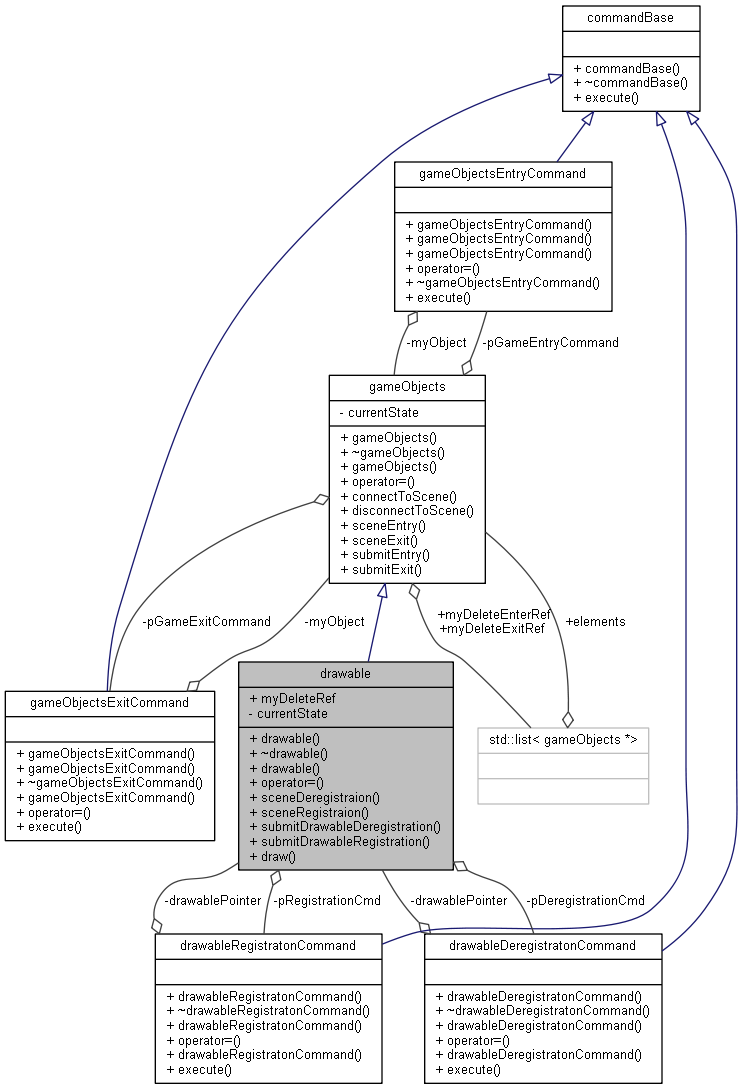 commandBase
+ commandBase()
+ ~commandBase()
+ execute()
gameObjectsEntryCommand
+ gameObjectsEntryCommand()
+ gameObjectsEntryCommand()
+ gameObjectsEntryCommand()
+ operator=()
+ ~gameObjectsEntryCommand()
+ execute()
-myObject
-pGameEntryCommand
gameObjects
- currentState
+ gameObjects()
+ ~gameObjects()
+ gameObjects()
+ operator=()
+ connectToScene()
+ disconnectToScene()
+ sceneEntry()
+ sceneExit()
+ submitEntry()
+ submitExit()
-pGameExitCommand
-myObject
+myDeleteEnterRef
+myDeleteExitRef
+elements
gameObjectsExitCommand
+ gameObjectsExitCommand()
+ gameObjectsExitCommand()
+ ~gameObjectsExitCommand()
+ gameObjectsExitCommand()
+ operator=()
+ execute()
drawable
+ myDeleteRef
- currentState
+ drawable()
+ ~drawable()
+ drawable()
+ operator=()
+ sceneDeregistraion()
+ sceneRegistraion()
+ submitDrawableDeregistration()
+ submitDrawableRegistration()
+ draw()
std::list< gameObjects *>
-drawablePointer
-pRegistrationCmd
-drawablePointer
-pDeregistrationCmd
drawableRegistratonCommand
+ drawableRegistratonCommand()
+ ~drawableRegistratonCommand()
+ drawableRegistratonCommand()
+ operator=()
+ drawableRegistratonCommand()
+ execute()
drawableDeregistratonCommand
+ drawableDeregistratonCommand()
+ ~drawableDeregistratonCommand()
+ drawableDeregistratonCommand()
+ operator=()
+ drawableDeregistratonCommand()
+ execute()